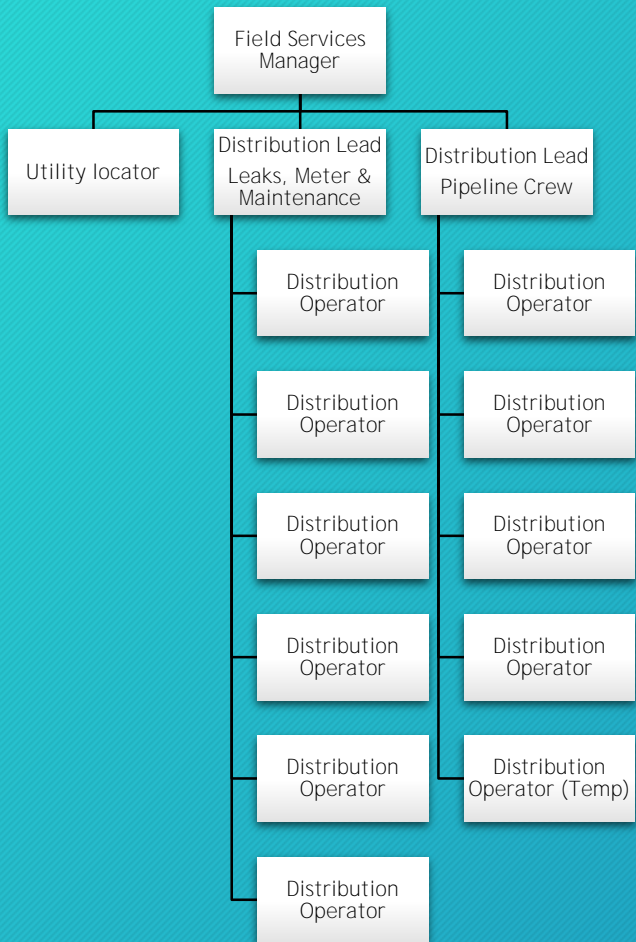 Field Services
Manager
Utility locator
Distribution Lead
Leaks, Meter &
Maintenance
Distribution Lead
Pipeline Crew
Distribution
Operator
Distribution
Operator
Distribution
Operator
Distribution
Operator
Distribution
Operator
Distribution
Operator
Distribution
Operator
Distribution
Operator
Distribution
Operator
Distribution
Operator
Distribution
Operator (Temp)